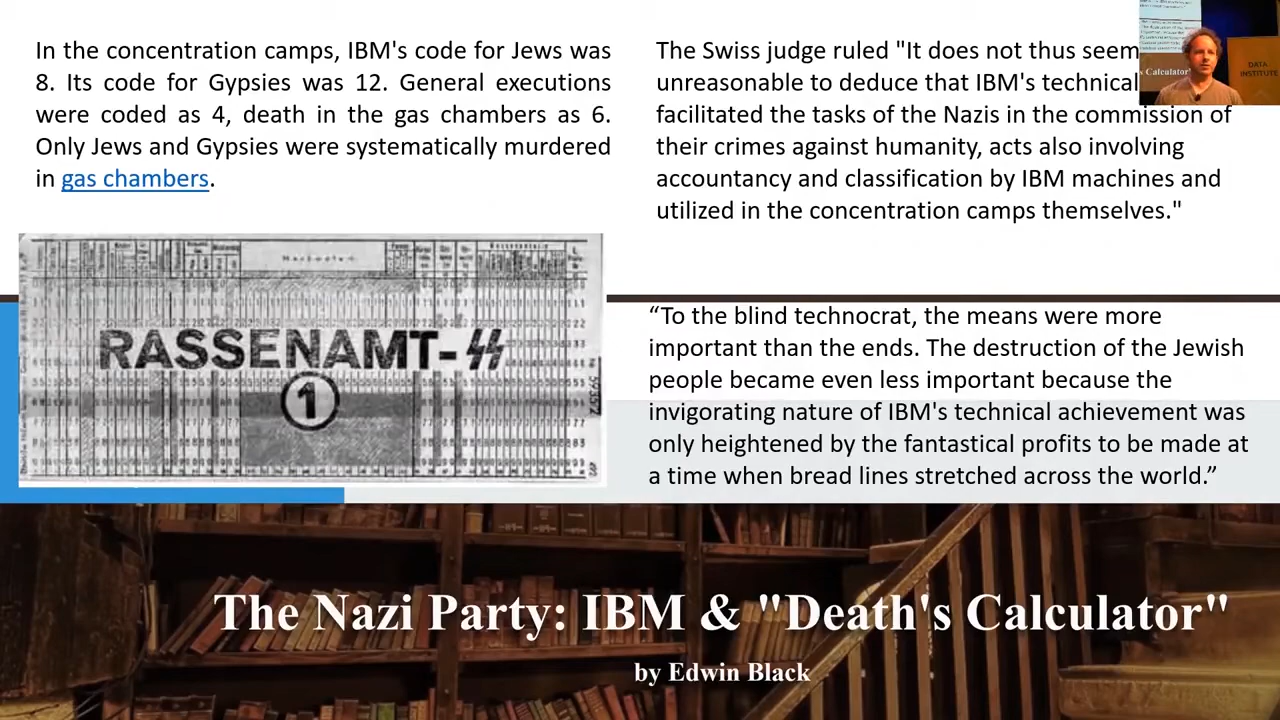 In the concentration camps, IBM's code for Jews was
8. Its code for Gypsies was 12. General executions
were coded as 4, death in the gas chambers as 6.
Only Jews and Gypsies were systematically murdered
in gas chambers.
The Swiss judge ruled "It does not thus seem
unreasonable to deduce that IBM's technical
facilitated the tasks of the Nazis in the commission of
their crimes against humanity, acts also involving
accountancy and classification by IBM machines and
utilized in the concentration camps themselves."
s Calculator"
DATA
INSTITUTE
RASSENAMT-SS
1
“To the blind technocrat, the means were more
important than the ends. The destruction of the Jewish
people became even less important because the
invigorating nature of IBM's technical achievement was
only heightened by the fantastical profits to be made at
a time when bread lines stretched across the world.”
The Nazi Party: IBM & "Death's Calculator"
by Edwin Black